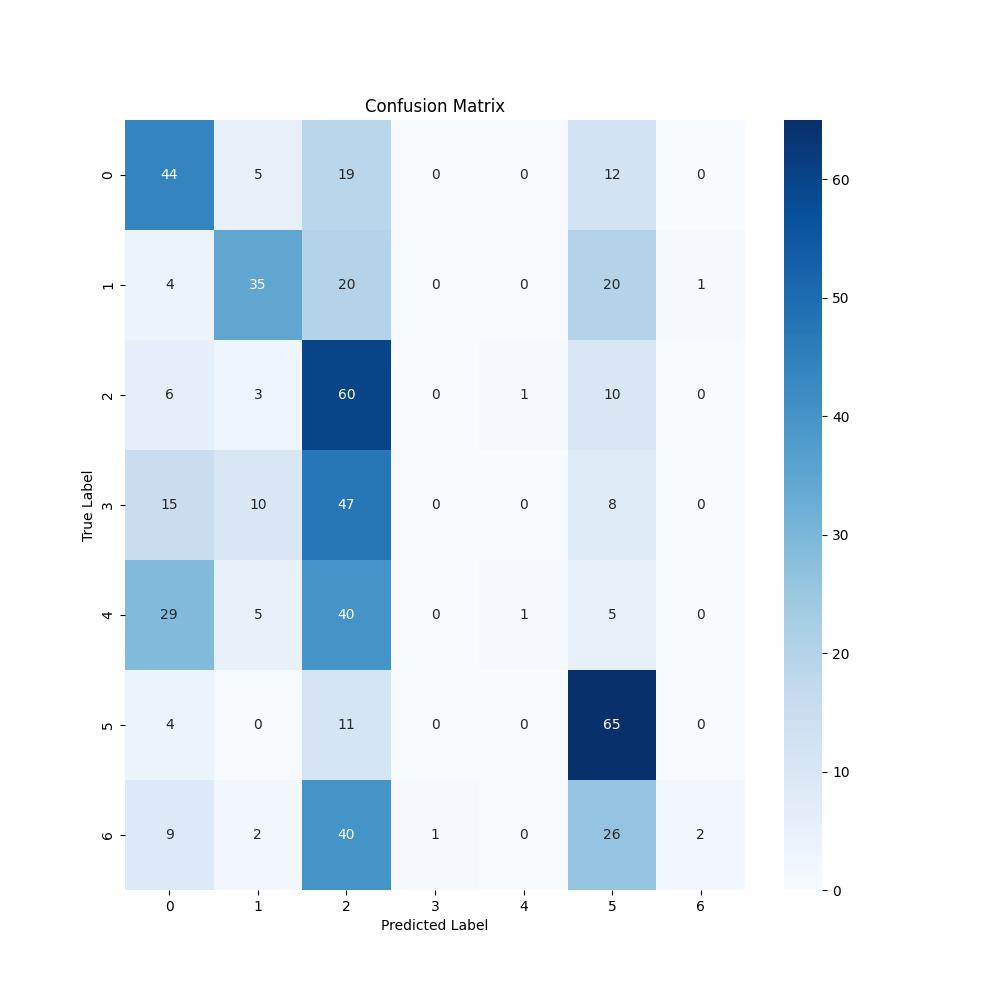 Confusion Matrix
0 44 5 19 0 0 12 0
1 4 35 20 0 0 20 1
2 6 3 60 0 1 10 0
3 15 10 47 0 0 8 0
4 29 5 40 0 1 5 0
5 4 0 11 0 0 65 0
6 9 2 40 1 0 26 2
0 1 2 3 4 5 6
Predicted Label
True Label
60
50
40
30
20
10
0